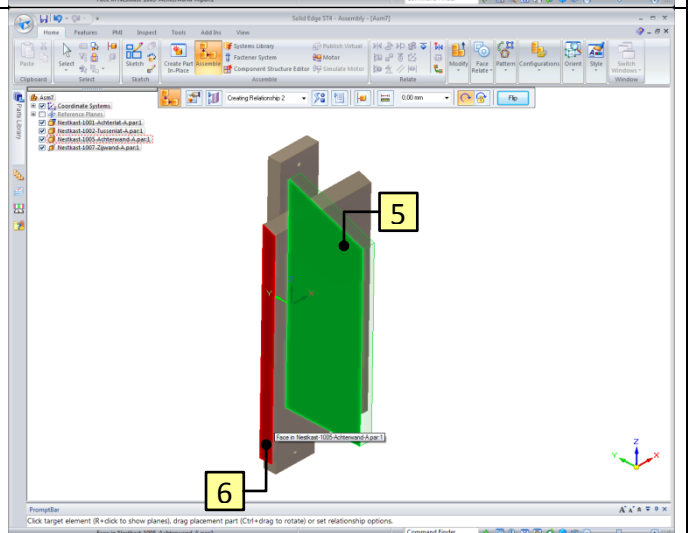 Solid Edge ST4 - Assembly - [Asm7]
Home Features PMI Inspect Tools Add Ins View
Paste
Select
Sketch
Create Part In-Place
Assemble
Systems Library
Fastener System
Component Structure Editor
Publish Virtual
Motor
Simulate Motor
Modify
Face Relate
Pattern
Configurations
Orient
Style
Switch Windows
Clipboard Select Sketch Assemble Relate Window
Parts Library
Asm7
Coordinate Systems
Reference Planes
Nestkast-1001-Achterlat-A.par:1
Nestkast-1002-Tussenlat-A.par:1
Nestkast-1005-Achterwand-A.par:1
Nestkast-1007-Zijwand-A.par:1
Creating Relationship 2
0,00 mm
Flip
5
Y X
Face in Nestkast-1005-Achterwand-A.par:1
6
Z
Y X
PromptBar
Click target element (R+click to show planes), drag placement part (Ctrl+drag to rotate) or set relationship options.
Command Finder